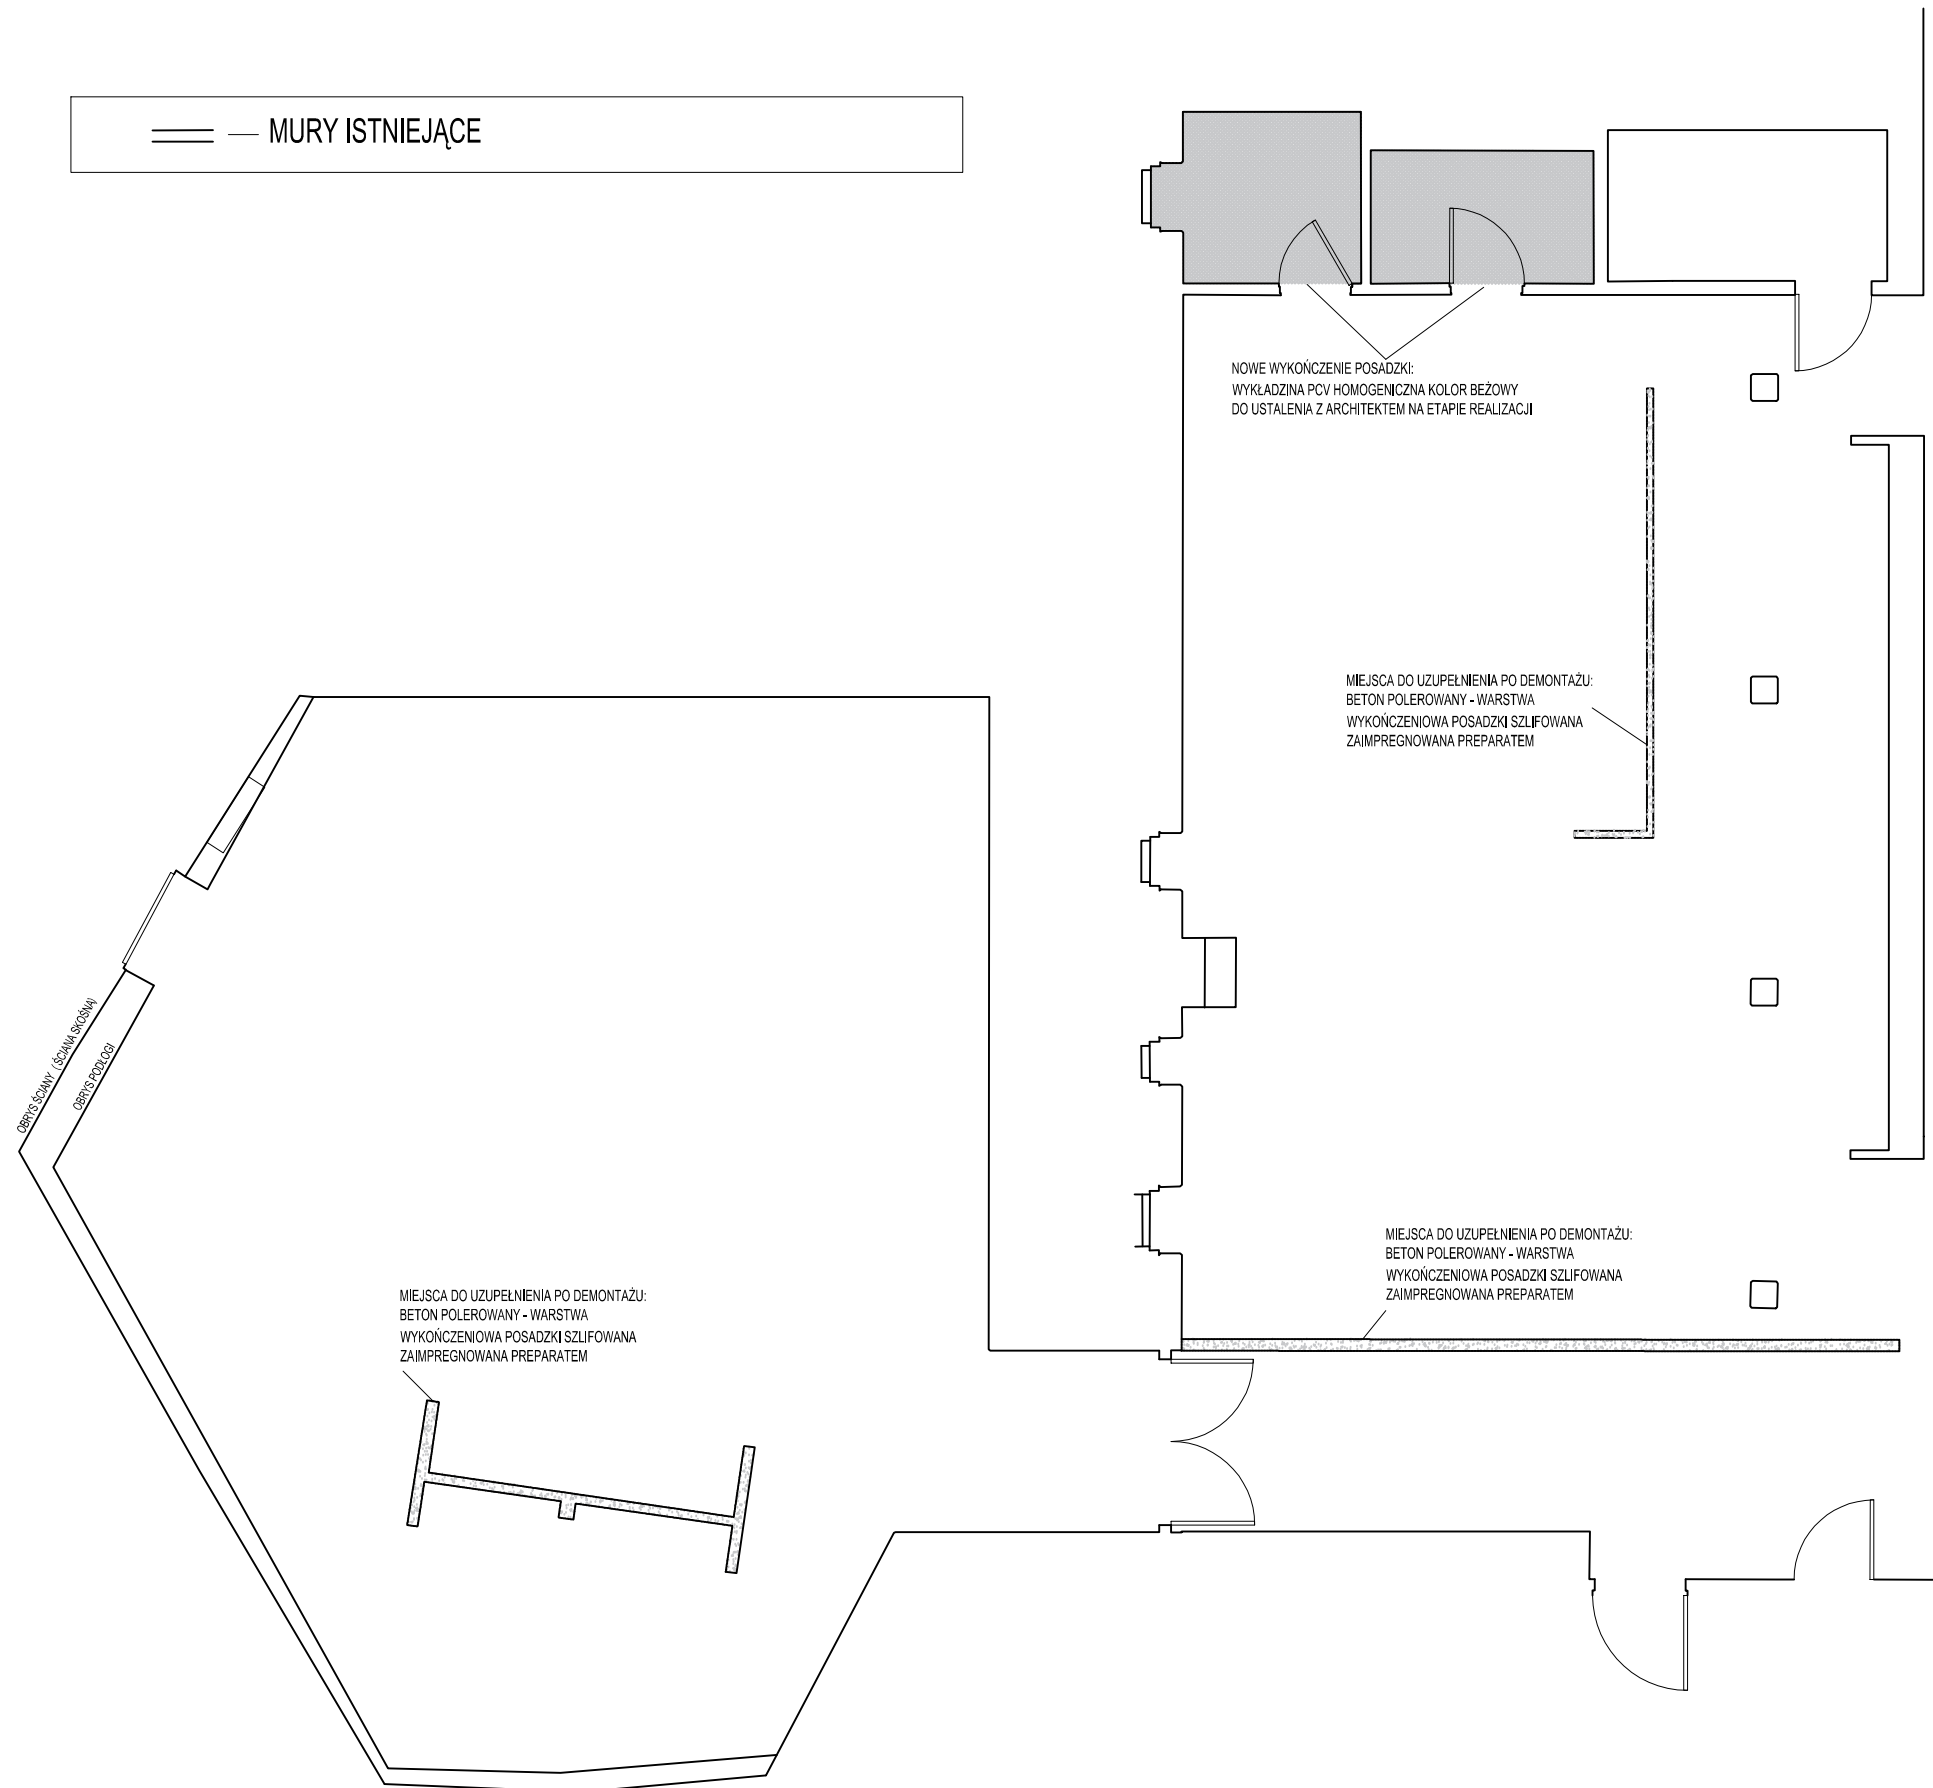 MURY ISTNIEJĄCE
NOWE WYKOŃCZENIE POSADZKI:
WYKŁADZINA PCV HOMOGENICZNA KOLOR BEŻOWY
DO USTALENIA Z ARCHITEKTEM NA ETAPIE REALIZACJI
MIEJSCA DO UZUPEŁNIENIA PO DEMONTAŻU:
BETON POLEROWANY - WARSTWA
WYKOŃCZENIOWA POSADZKI SZLIFOWANA
ZAIMPREGNOWANA PREPARATEM
OBRYS ŚCIANY (ŚCIANA SKOŚNA)
OBRYS PODŁOGI
MIEJSCA DO UZUPEŁNIENIA PO DEMONTAŻU:
BETON POLEROWANY - WARSTWA
WYKOŃCZENIOWA POSADZKI SZLIFOWANA
ZAIMPREGNOWANA PREPARATEM
MIEJSCA DO UZUPEŁNIENIA PO DEMONTAŻU:
BETON POLEROWANY - WARSTWA
WYKOŃCZENIOWA POSADZKI SZLIFOWANA
ZAIMPREGNOWANA PREPARATEM